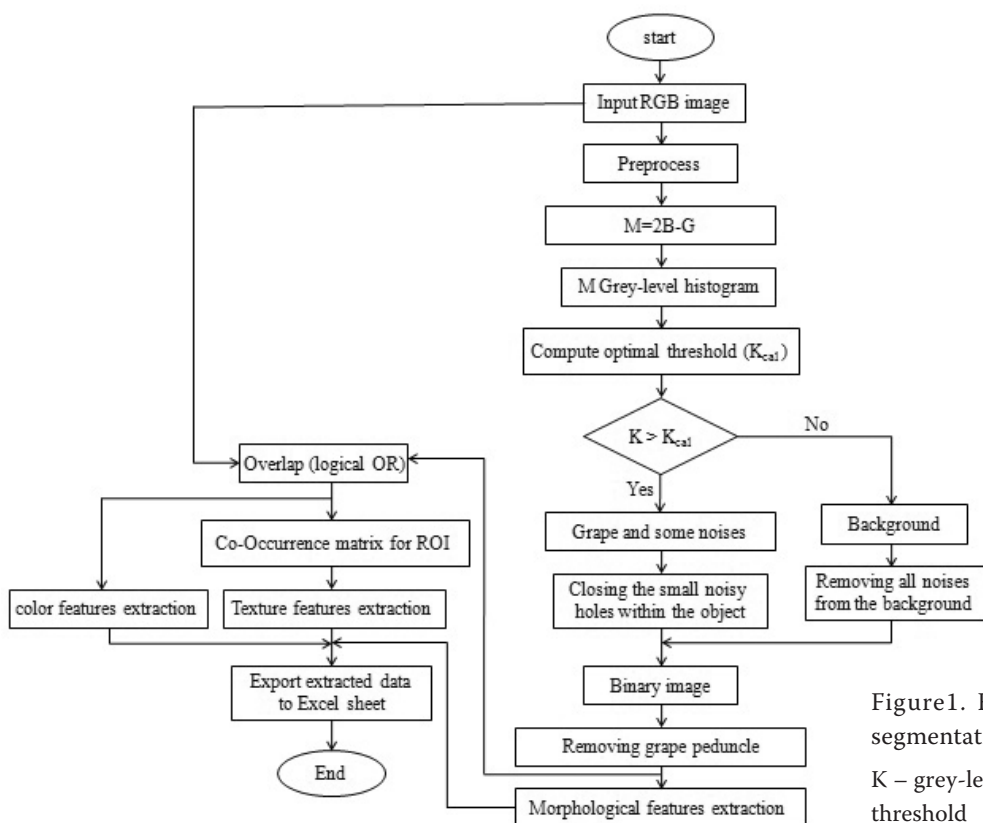 start
Input RGB image
Preprocess
M=2B-G
M Grey-level histogram
Compute optimal threshold (Kcal)
K > Kcal
No
Yes
Overlap (logical OR)
Co-Occurrence matrix for ROI
color features extraction
Texture features extraction
Export extracted data
to Excel sheet
End
Grape and some noises
Background
Closing the small noisy
holes within the object
Removing all noises
from the background
Binary image
Removing grape peduncle
Morphological features extraction
Figure1.
segmentat
K – grey-le
threshold